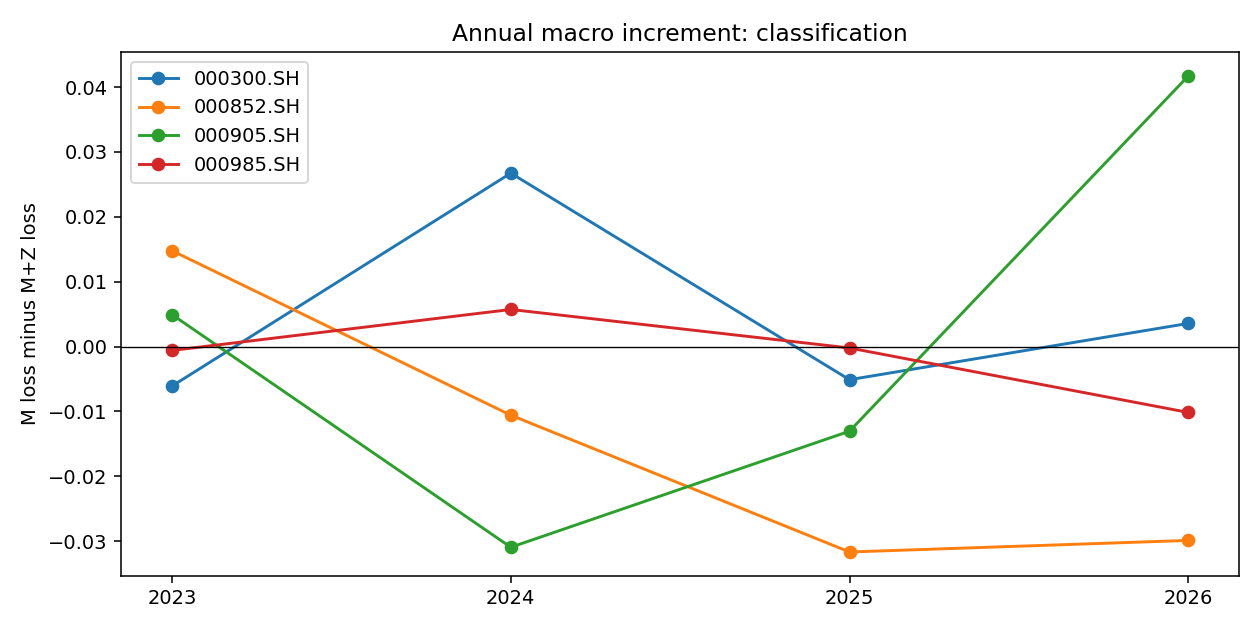 Annual macro increment: classification
000300.SH
000852.SH
000905.SH
000985.SH
M loss minus M+Z loss
0.04
0.03
0.02
0.01
0.00
−0.01
−0.02
−0.03
2023
2024
2025
2026